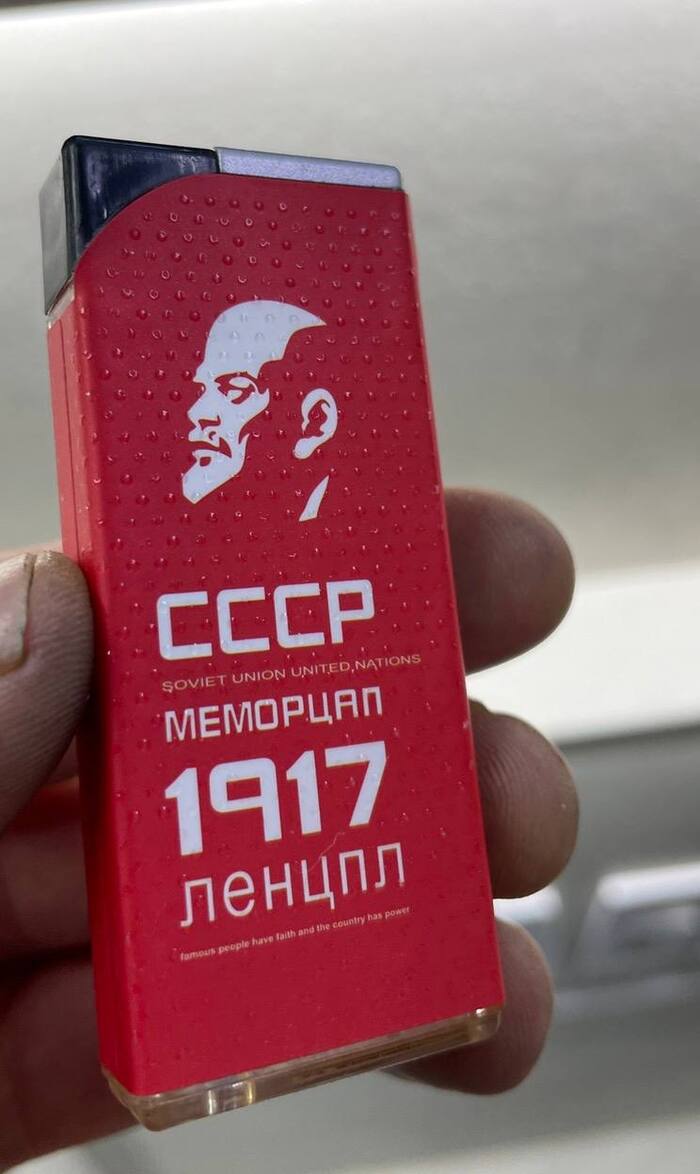 СССР
SOVIET UNION UNITED NATIONS
МЕМОРЦАП
1917
ленцпл
famous people have faith and the country has power